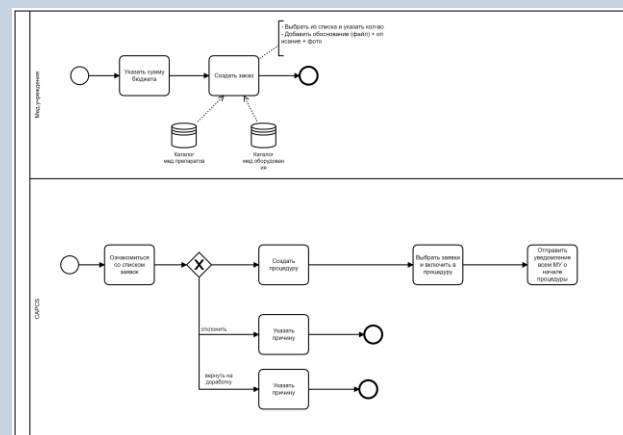 - Выбрать из списка и указать кол-во
- Добавить обоснование (файл) + оп
исание + фото
Мед.учреждения
Указать сумму
бюджета
Создать заказ
Каталог
мед.препаратов
Каталог
мед.оборудован
ия
CAPCS
Ознакомиться
со списком
заявок
X
Создать
процедуру
Выбрать заявки
и включить в
процедуру
Отправить
уведомление
всем МУ о
начале
процедуры
отклонить
Указать
причину
вернуть на
доработку
Указать
причину